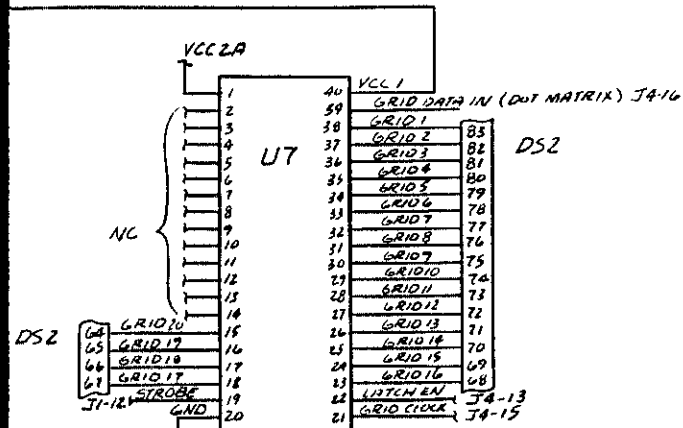 VCC 2A
U7
1 40 VCC 1
2 39 GRID DATA IN (DOT MATRIX) J4-16
3 38 GRID 1 83
4 37 GRID 2 82
5 36 GRID 3 81
6 35 GRID 4 80
7 34 GRID 5 79
8 33 GRID 6 78
9 32 GRID 7 77
10 31 GRID 8 76
11 30 GRID 9 75
12 29 GRID 10 74
13 28 GRID 11 73
14 27 GRID 12 72
64 GRID 20 15 26 GRID 13 71
65 GRID 19 16 25 GRID 14 70
66 GRID 18 17 24 GRID 15 69
67 GRID 17 18 23 GRID 16 68
J1-12 STROBE 19 22 LATCH EN J4-13
GND 20 21 GRID CLOCK J4-15
NC
DS2
DS2